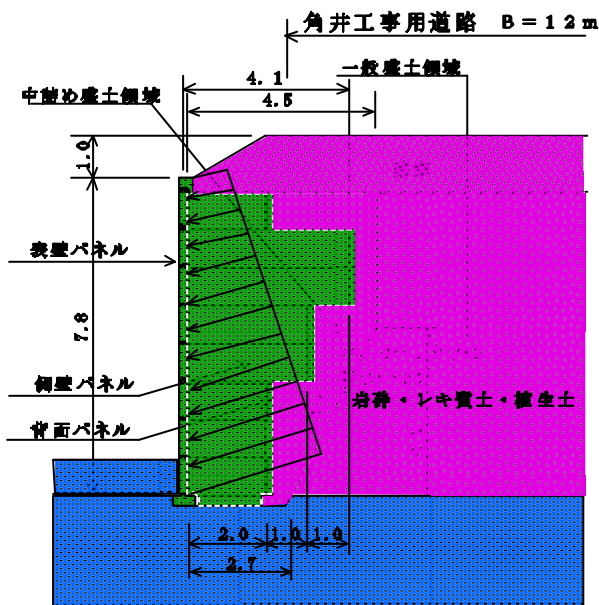 角井工事用道路 B=12m
4.1
一般盛土領域
4.5
中詰め盛土領域
1.0
表壁パネル
7.8
側壁パネル
岩砕・レキ質土・植生土
背面パネル
2.0
1.0
1.0
2.7